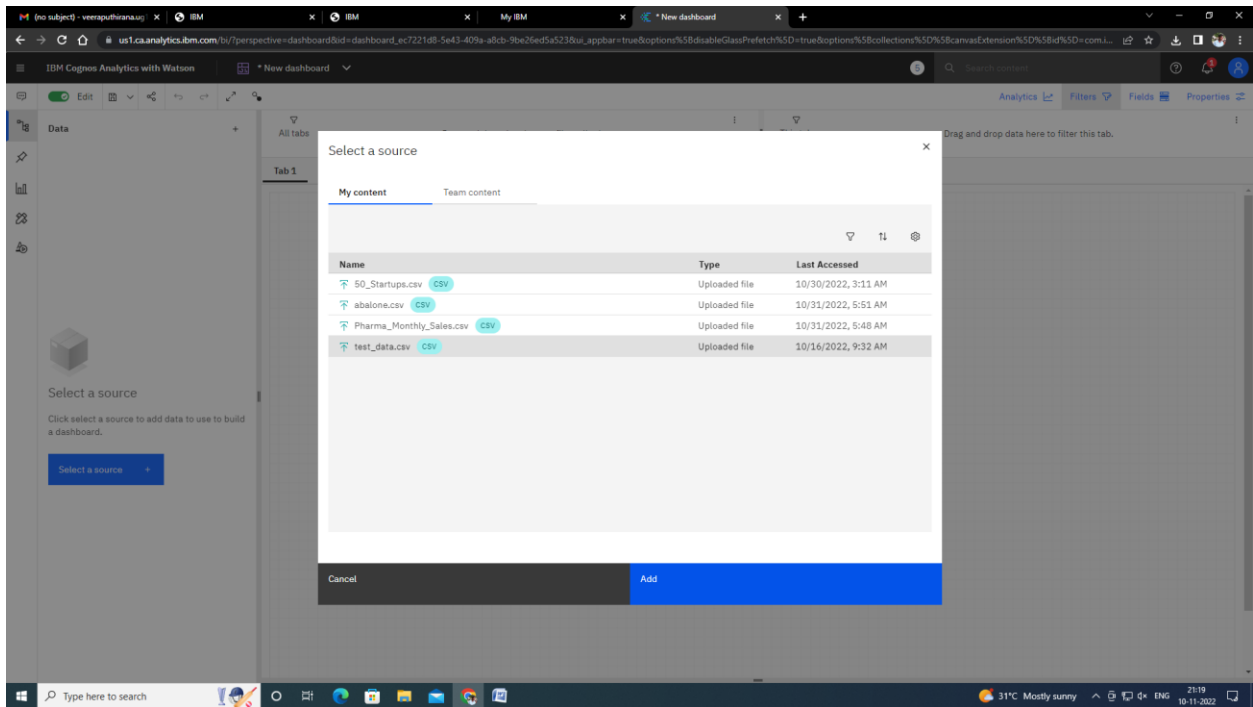 (no subject) - veeraputhirana.ug
IBM
IBM
My IBM
* New dashboard
us1.ca.analytics.ibm.com/bi/?perspective=dashboard&id=dashboard_ec7221d8-5e43-409a-a8cb-9be26ed5a523&ui_appbar=true&options%5BdisableGlassPrefetch%5D=true&options%5Bcollections%5D%5BcanvasExtension%5D%5Bid%5D=com.i...
IBM Cognos Analytics with Watson
* New dashboard
5
Search content
Edit
Analytics
Filters
Fields
Properties
Data
All tabs
Drag and drop data here to filter this tab.
Tab 1
Select a source
My content
Team content
Name Type Last Accessed
50_Startups.csv CSV Uploaded file 10/30/2022, 3:11 AM
abalone.csv CSV Uploaded file 10/31/2022, 5:51 AM
Pharma_Monthly_Sales.csv CSV Uploaded file 10/31/2022, 5:48 AM
test_data.csv CSV Uploaded file 10/16/2022, 9:32 AM
Select a source
Click select a source to add data to use to build
a dashboard.
Select a source +
Cancel
Add
Type here to search
31°C Mostly sunny
ENG
21:19
10-11-2022